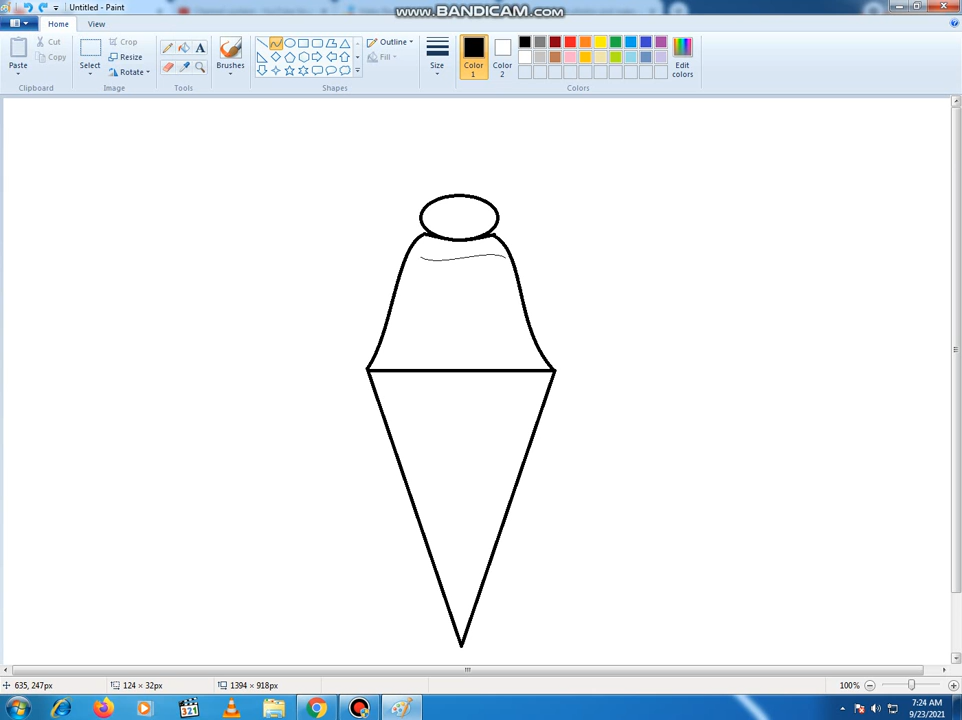 Untitled - Paint
www.BANDICAM.com
Home
View
Paste
Cut
Copy
Clipboard
Select
Crop
Resize
Rotate
Image
A
Tools
Brushes
Shapes
Outline
Fill
Size
Color 1
Color 2
Edit colors
Colors
635, 247px
124 × 32px
1394 × 918px
100%
321
7:24 AM
9/23/2021